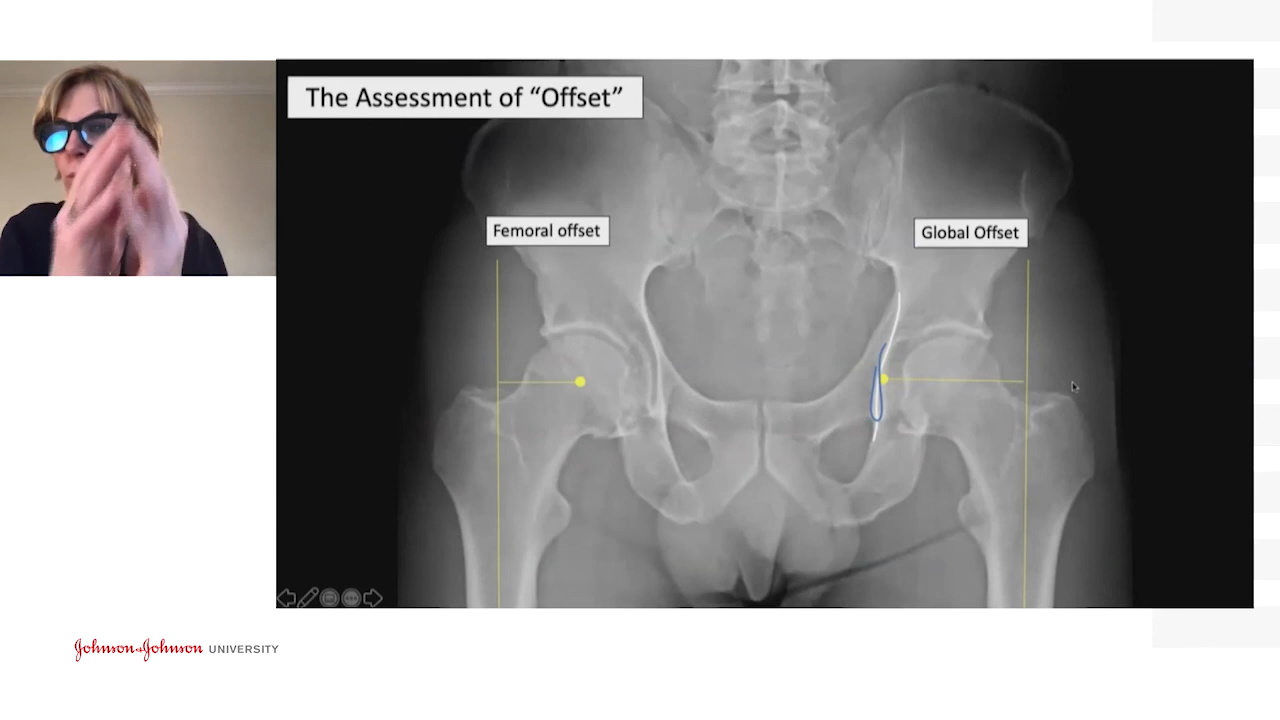 The Assessment of “Offset”
Femoral offset
Global Offset
Johnson&Johnson UNIVERSITY